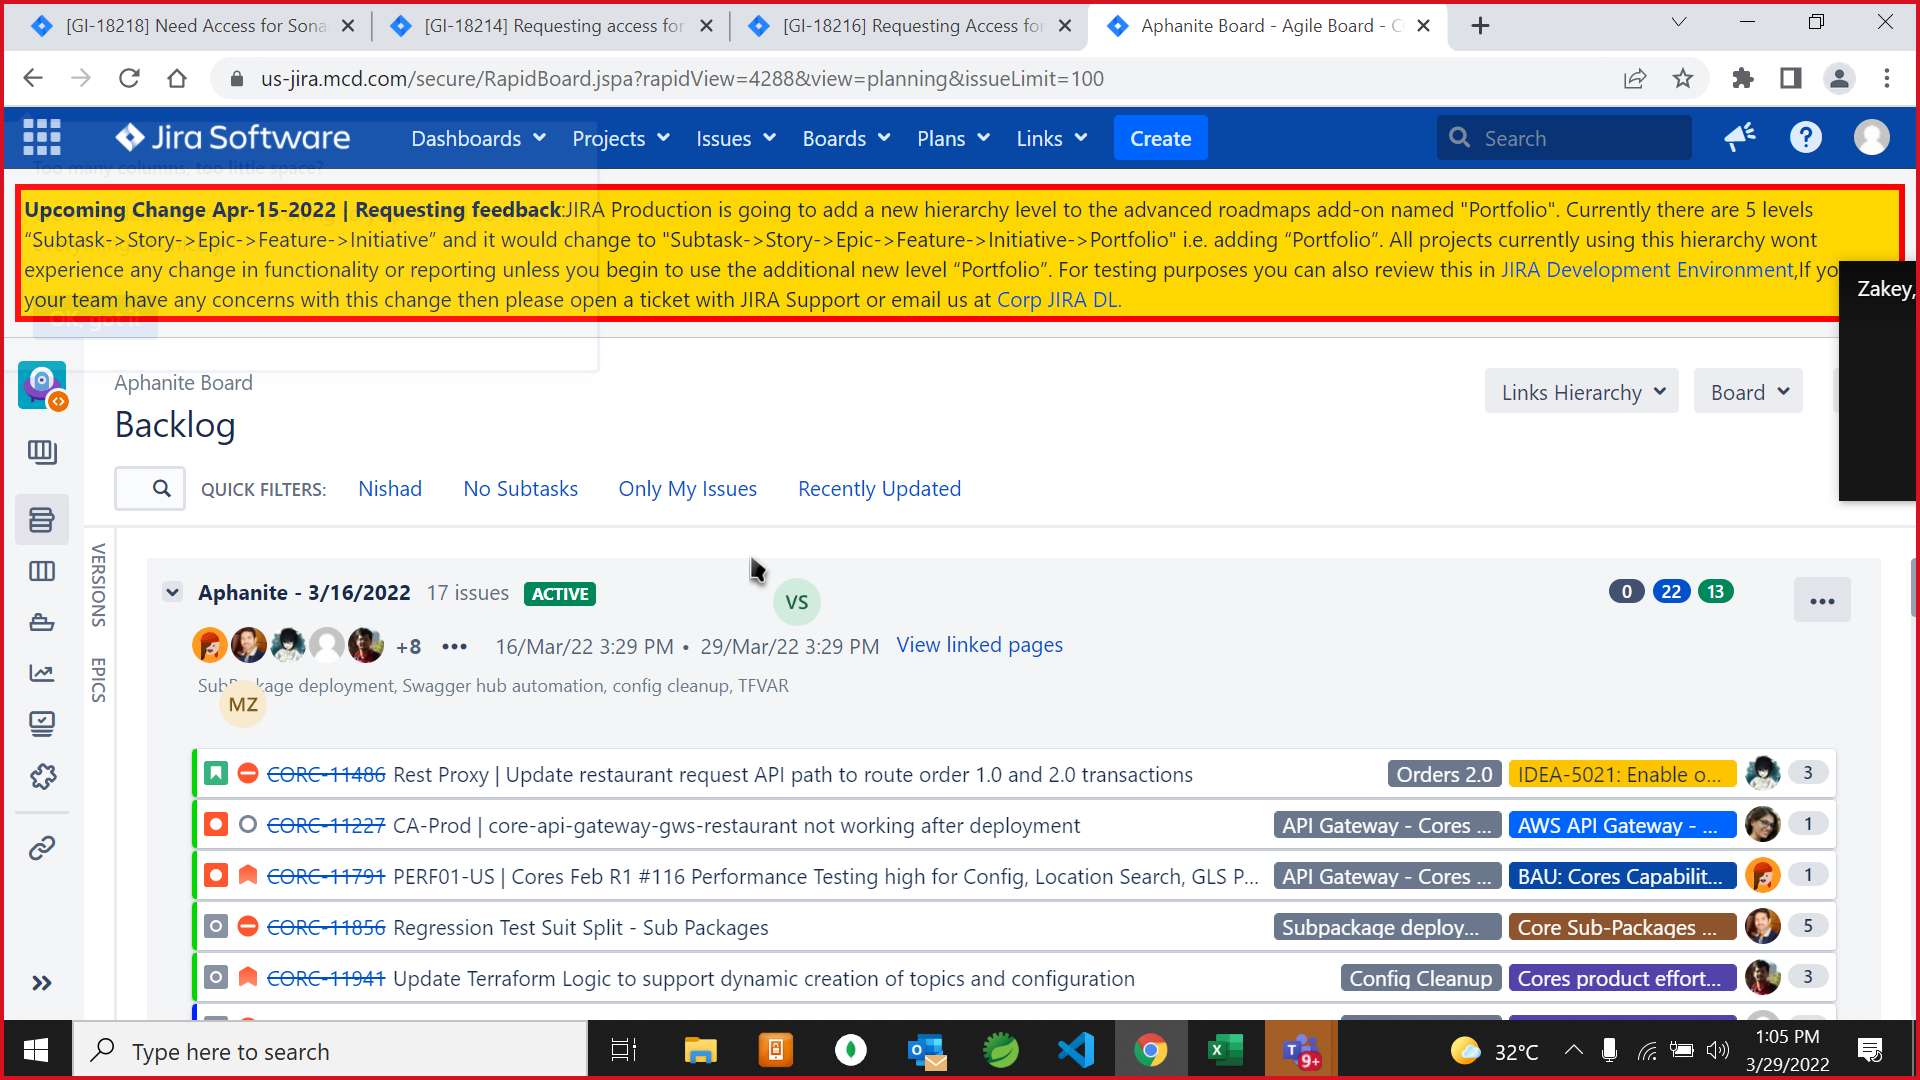 [GI-18218] Need Access for Sona
[GI-18214] Requesting access for
[GI-18216] Requesting Access for
Aphanite Board - Agile Board - C
us-jira.mcd.com/secure/RapidBoard.jspa?rapidView=4288&view=planning&issueLimit=100
Jira Software Dashboards Projects Issues Boards Plans Links Create Search
Too many columns, too little space?
Upcoming Change Apr-15-2022 | Requesting feedback:JIRA Production is going to add a new hierarchy level to the advanced roadmaps add-on named "Portfolio". Currently there are 5 levels
“Subtask->Story->Epic->Feature->Initiative” and it would change to "Subtask->Story->Epic->Feature->Initiative->Portfolio" i.e. adding “Portfolio”. All projects currently using this hierarchy wont
experience any change in functionality or reporting unless you begin to use the additional new level “Portfolio”. For testing purposes you can also review this in JIRA Development Environment,If yo
your team have any concerns with this change then please open a ticket with JIRA Support or email us at Corp JIRA DL.
Zakey,
OK, got it
Aphanite Board
Backlog
Links Hierarchy Board
QUICK FILTERS: Nishad No Subtasks Only My Issues Recently Updated
VERSIONS
EPICS
Aphanite - 3/16/2022 17 issues ACTIVE
VS
0 22 13
+8 16/Mar/22 3:29 PM • 29/Mar/22 3:29 PM View linked pages
SubPackage deployment, Swagger hub automation, config cleanup, TFVAR
MZ
CORC-11486 Rest Proxy | Update restaurant request API path to route order 1.0 and 2.0 transactions Orders 2.0 IDEA-5021: Enable o... 3
CORC-11227 CA-Prod | core-api-gateway-gws-restaurant not working after deployment API Gateway - Cores ... AWS API Gateway - ... 1
CORC-11791 PERF01-US | Cores Feb R1 #116 Performance Testing high for Config, Location Search, GLS P... API Gateway - Cores ... BAU: Cores Capabilit... 1
CORC-11856 Regression Test Suit Split - Sub Packages Subpackage deploy... Core Sub-Packages ... 5
CORC-11941 Update Terraform Logic to support dynamic creation of topics and configuration Config Cleanup Cores product effort... 3
Type here to search
9+
32°C
1:05 PM
3/29/2022